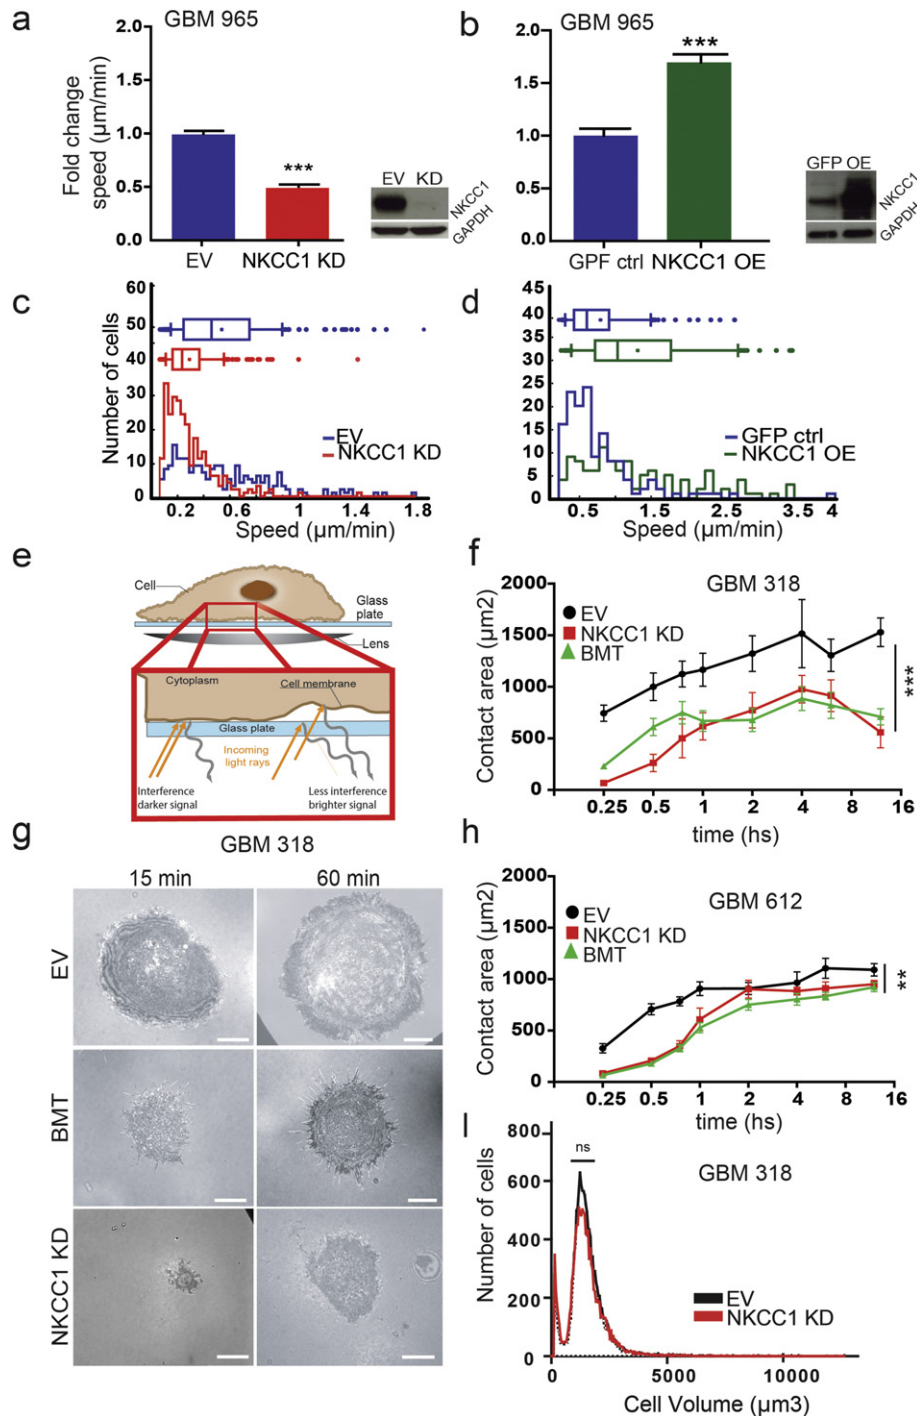 a
GBM 965
Fold change
speed (µm/min)
2.0
1.5
1.0
0.5
0.0
***
EV
NKCC1 KD
EV KD
NKCC1
GAPDH
b
GBM 965
2.0
1.5
1.0
0.5
0.0
***
GPF ctrl
NKCC1 OE
GFP OE
NKCC1
GAPDH
c
Number of cells
60
50
40
30
20
10
0
EV
NKCC1 KD
0.2 0.6 1 1.4 1.8
Speed (µm/min)
d
45
40
35
30
25
20
15
10
5
0
GFP ctrl
NKCC1 OE
0.5 1.5 2.5 3.5 4
Speed (µm/min)
e
Cell
Glass
plate
Lens
Cytoplasm
Cell membrane
Glass plate
Incoming
light rays
Interference
darker signal
Less interference
brighter signal
f
GBM 318
Contact area (µm2)
2000
1500
1000
500
0
EV
NKCC1 KD
BMT
***
0.25 0.5 1 2 4 8 16
time (hs)
g
GBM 318
15 min 60 min
EV
BMT
NKCC1 KD
h
GBM 612
Contact area (µm2)
2000
1500
1000
500
0
EV
NKCC1 KD
BMT
**
0.25 0.5 1 2 4 8 16
time (hs)
I
GBM 318
Number of cells
800
600
400
200
0
ns
EV
NKCC1 KD
0 5000 10000
Cell Volume (µm3)